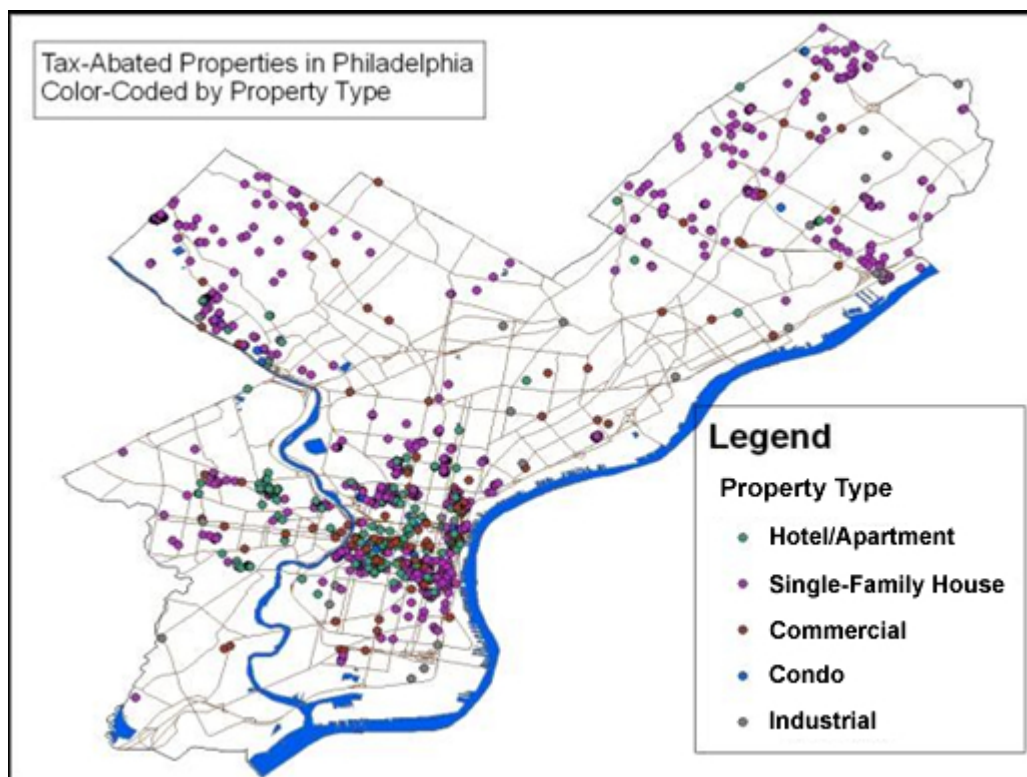 Tax-Abated Properties in Philadelphia
Color-Coded by Property Type
Legend
Property Type
Hotel/Apartment
Single-Family House
Commercial
Condo
Industrial